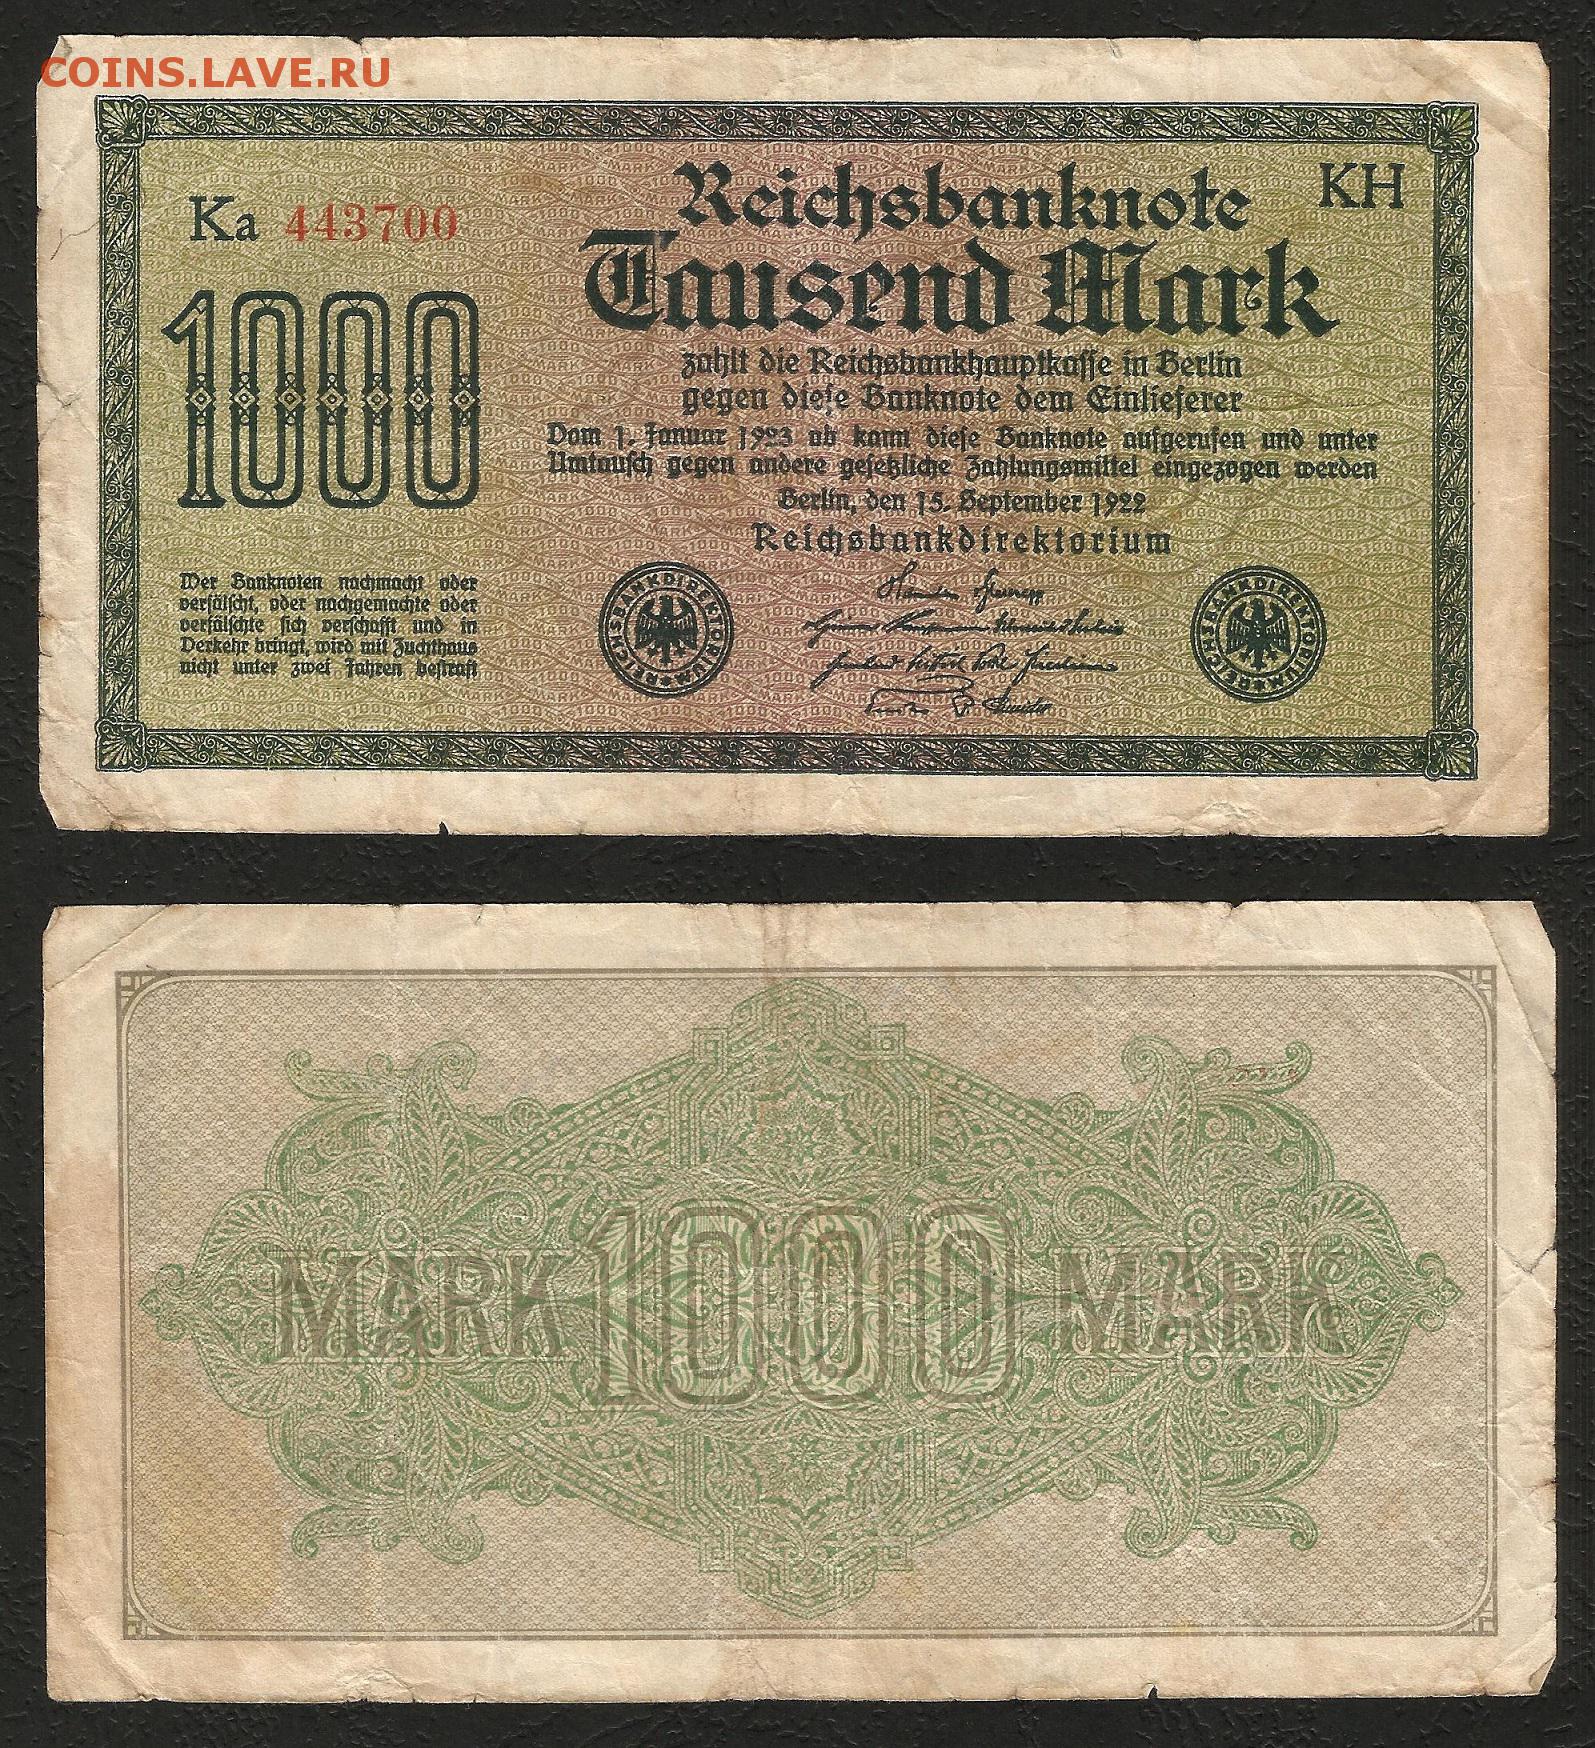 COINS.LAVE.RU
Ka 443700
KH
Reichsbanknote
Tausend Mark
1000
zahlt die Reichsbankhauptkasse in Berlin
gegen diese Banknote dem Einlieferer
Vom 1. Januar 1923 ab kann diese Banknote aufgerufen und unter
Umtausch gegen andere gesetzliche Zahlungsmittel eingezogen werden
Berlin, den 15. September 1922
Reichsbankdirektorium
Wer Banknoten nachmacht oder
verfälscht, oder nachgemachte oder
verfälschte sich verschafft und in
Verkehr bringt, wird mit Zuchthaus
nicht unter zwei Jahren bestraft
REICHSBANKDIREKTORIUM
REICHSBANKDIREKTORIUM
MARK 1000 MARK